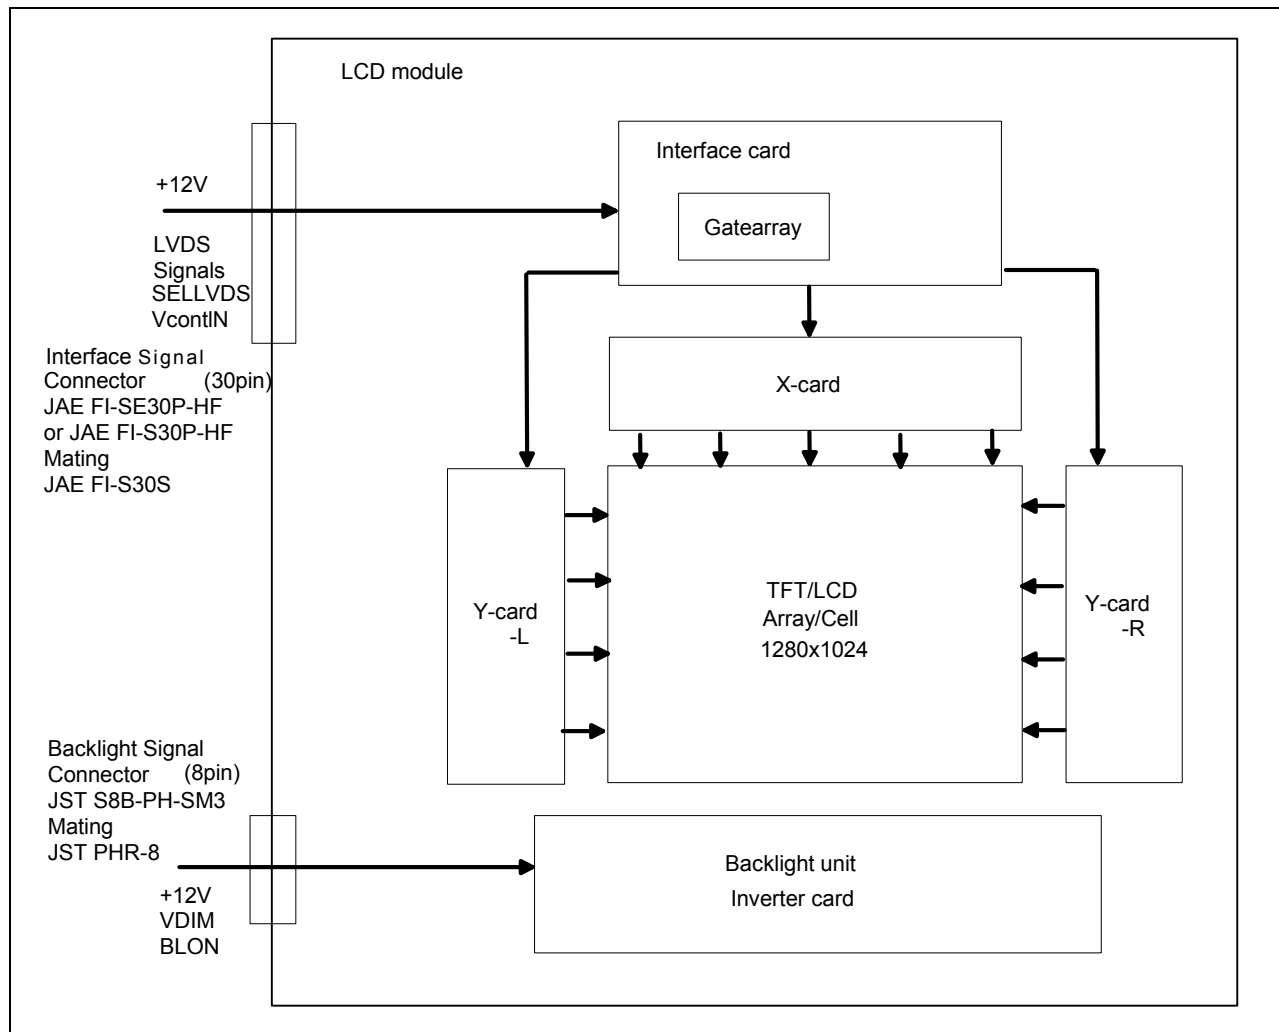 LCD module
Interface card
Gatearray
+12V
LVDS
Signals
SELLVDS
VcontIN
Interface Signal
Connector (30pin)
JAE FI-SE30P-HF
or JAE FI-S30P-HF
Mating
JAE FI-S30S
X-card
Y-card
-L
TFT/LCD
Array/Cell
1280x1024
Y-card
-R
Backlight Signal
Connector (8pin)
JST S8B-PH-SM3
Mating
JST PHR-8
+12V
VDIM
BLON
Backlight unit
Inverter card